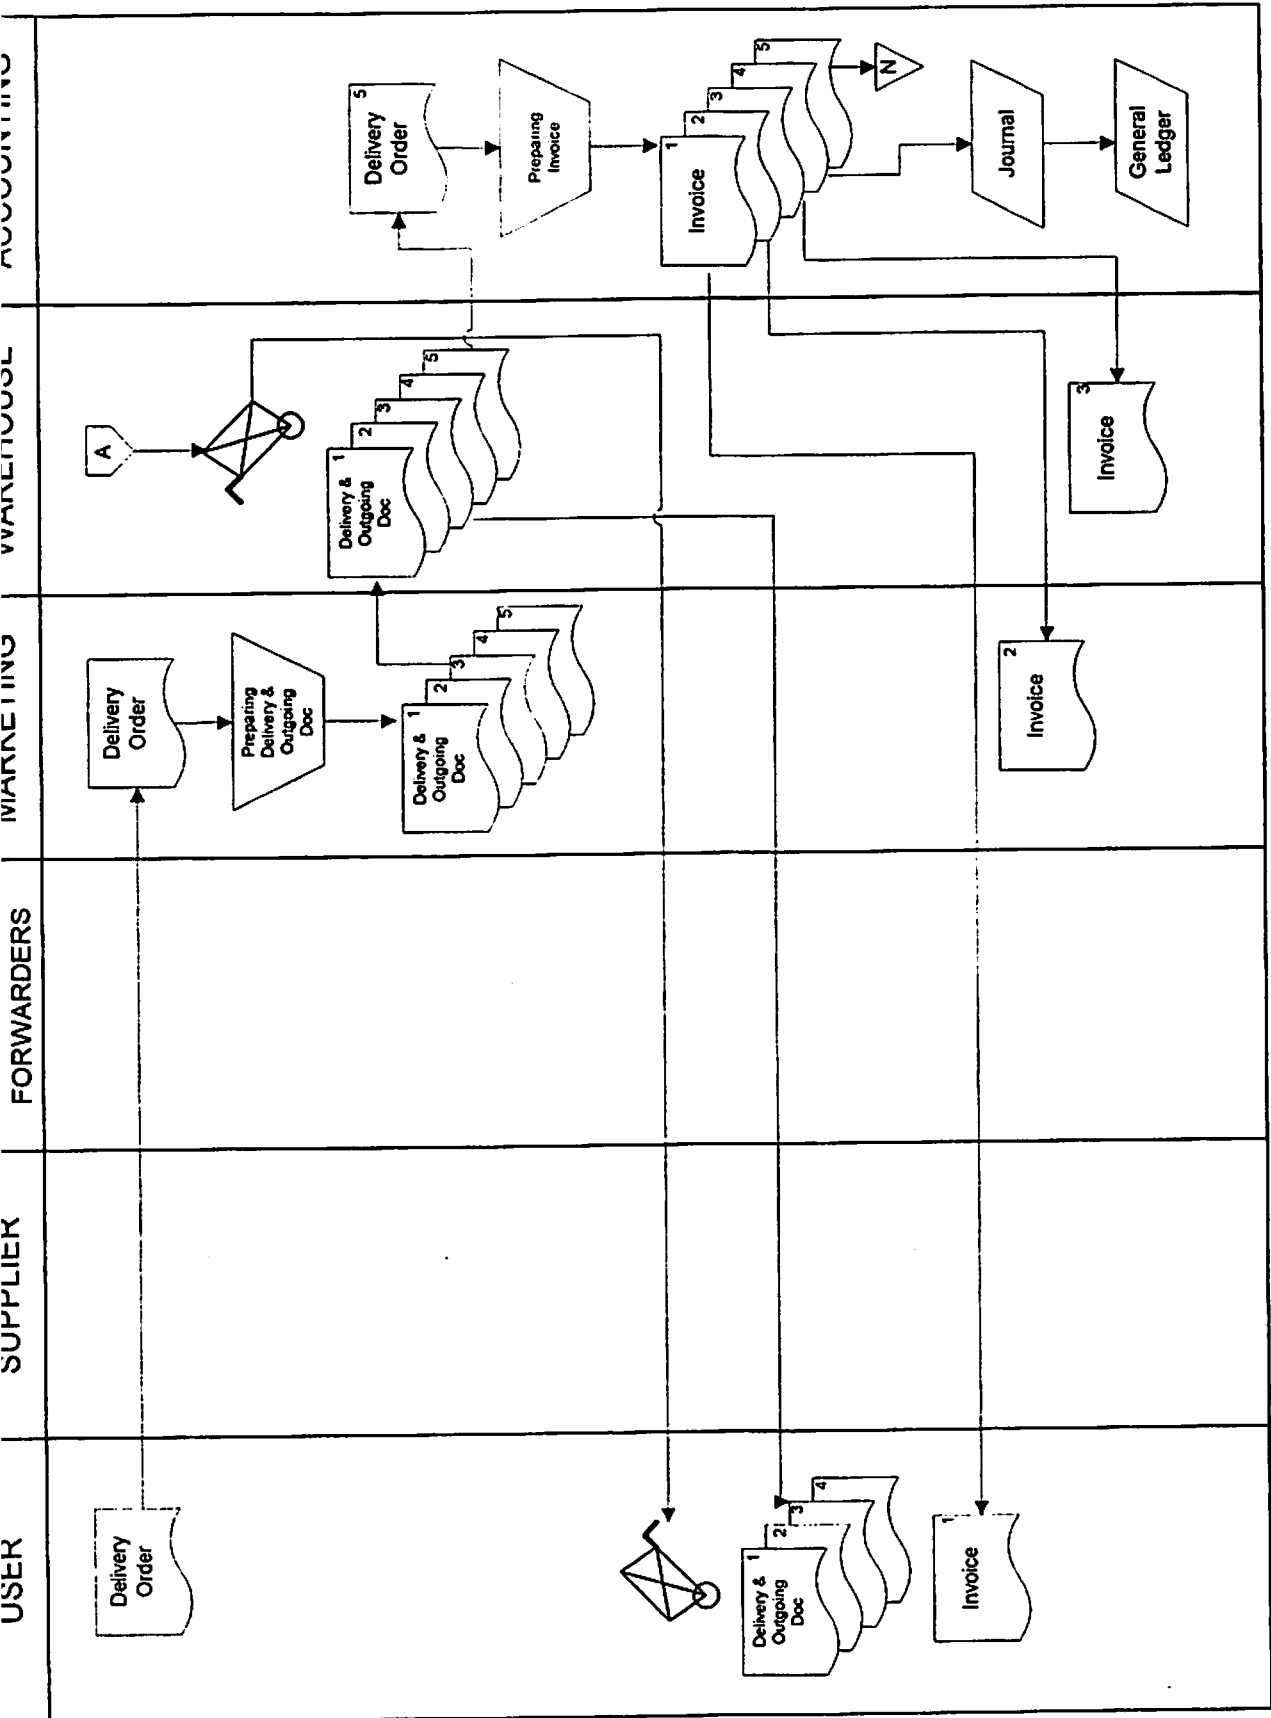 USER
SUPPLIER
FORWARDERS
MARKETING
WAREHOUSE
ACCOUNTING
Delivery
Order
Delivery
Order
Preparing
Delivery &
Outgoing
Doc
1
2
3
4
5
Delivery &
Outgoing
Doc
A
1
2
3
4
5
Delivery &
Outgoing
Doc
5
Delivery
Order
Preparing
Invoice
1
2
3
4
5
Invoice
N
Journal
General
Ledger
1
2
3
4
Delivery &
Outgoing
Doc
1
Invoice
2
Invoice
3
Invoice